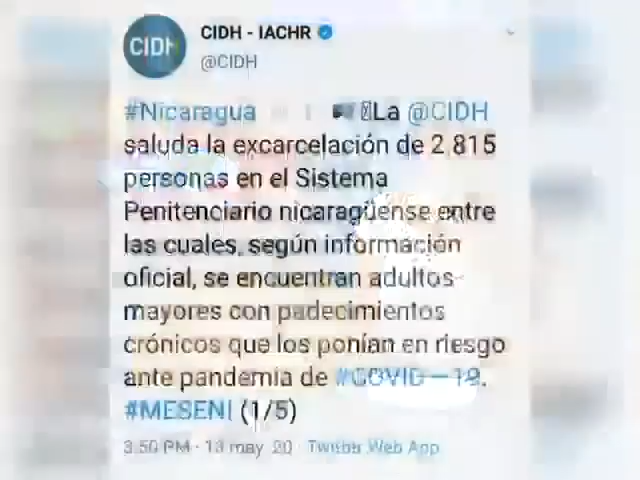 CIDH
CIDH - IACHR
@CIDH
#Nicaragua La @CIDH
saluda la excarcelación de 2,815
personas en el Sistema
Penitenciario nicaragüense entre
las cuales, según información
oficial, se encuentran adultos
mayores con padecimientos
crónicos que los ponían en riesgo
ante pandemia de #COVID—19.
#MESENI (1/5)
3:50 PM · 13 may. 20 · Twitter Web App